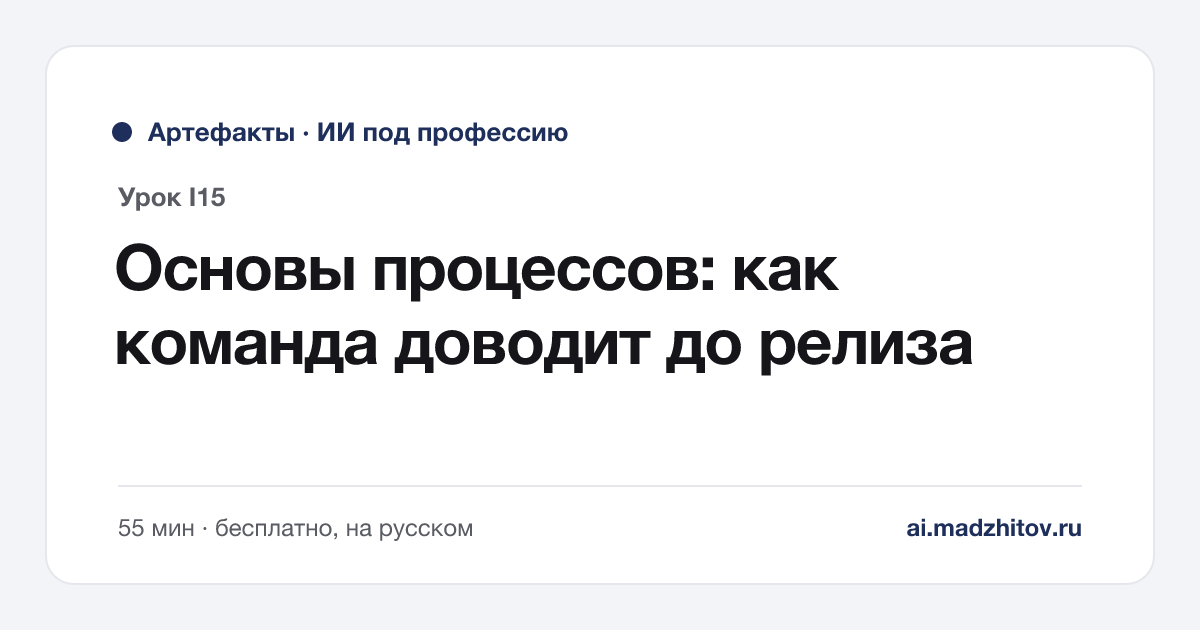 Артефакты · ИИ под профессию
Урок I15
Основы процессов: как
команда доводит до релиза
55 мин · бесплатно, на русском
ai.madzhitov.ru